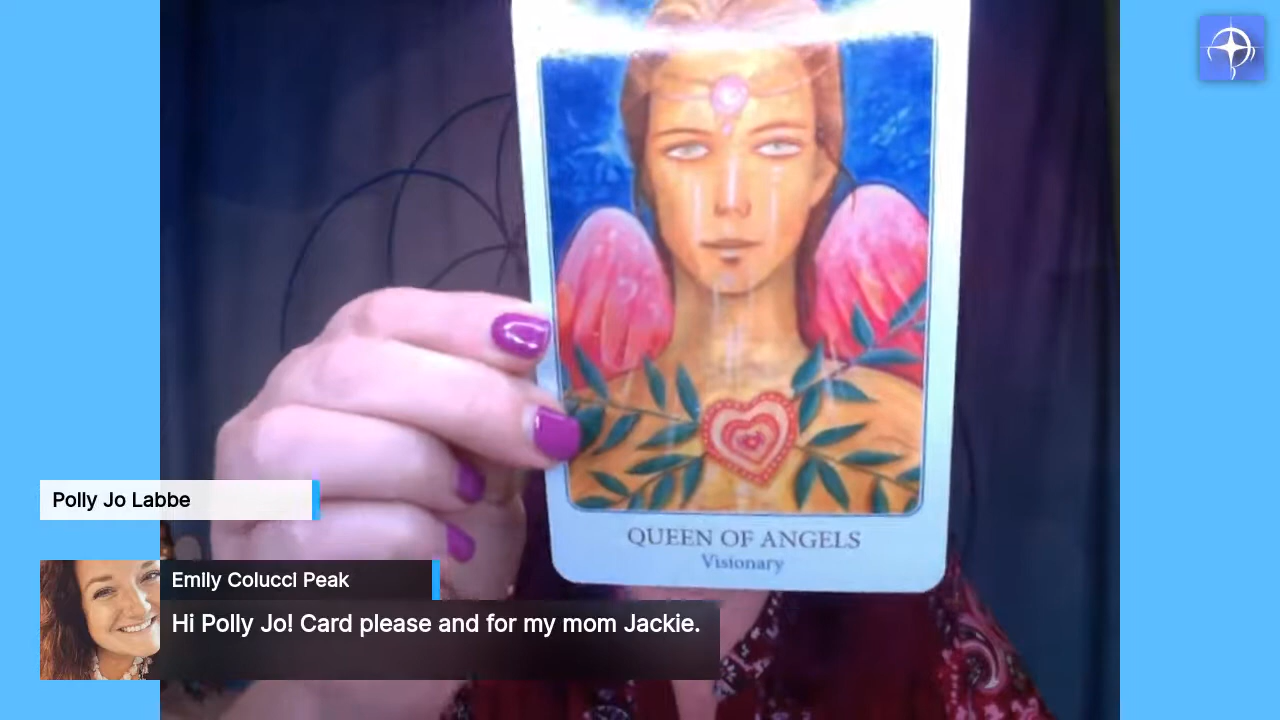 QUEEN OF ANGELS
Visionary
Polly Jo Labbe
Emily Colucci Peak
Hi Polly Jo! Card please and for my mom Jackie.